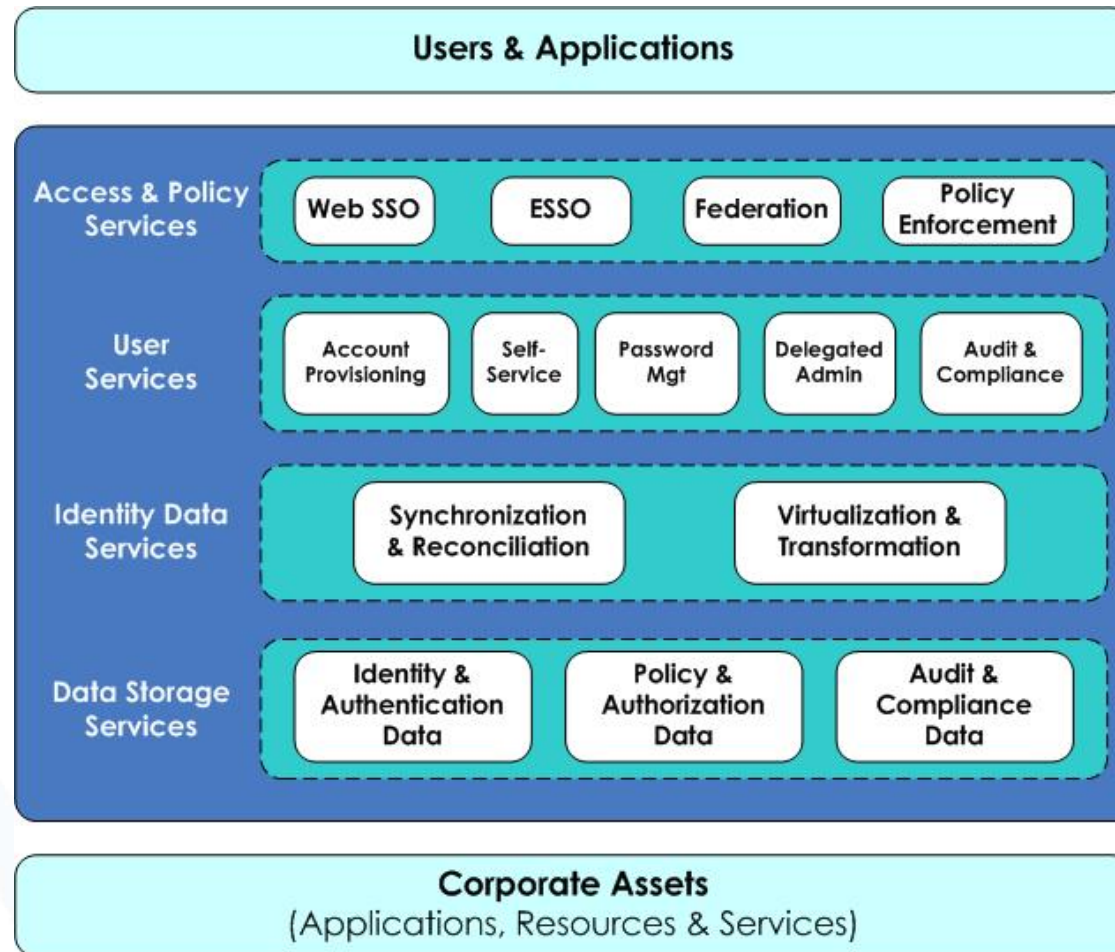 Users & Applications
Access & Policy
Services
Web SSO
ESSO
Federation
Policy
Enforcement
User
Services
Account
Provisioning
Self-
Service
Password
Mgt
Delegated
Admin
Audit &
Compliance
Identity Data
Services
Synchronization
& Reconciliation
Virtualization &
Transformation
Data Storage
Services
Identity &
Authentication
Data
Policy &
Authorization
Data
Audit &
Compliance
Data
Corporate Assets
(Applications, Resources & Services)